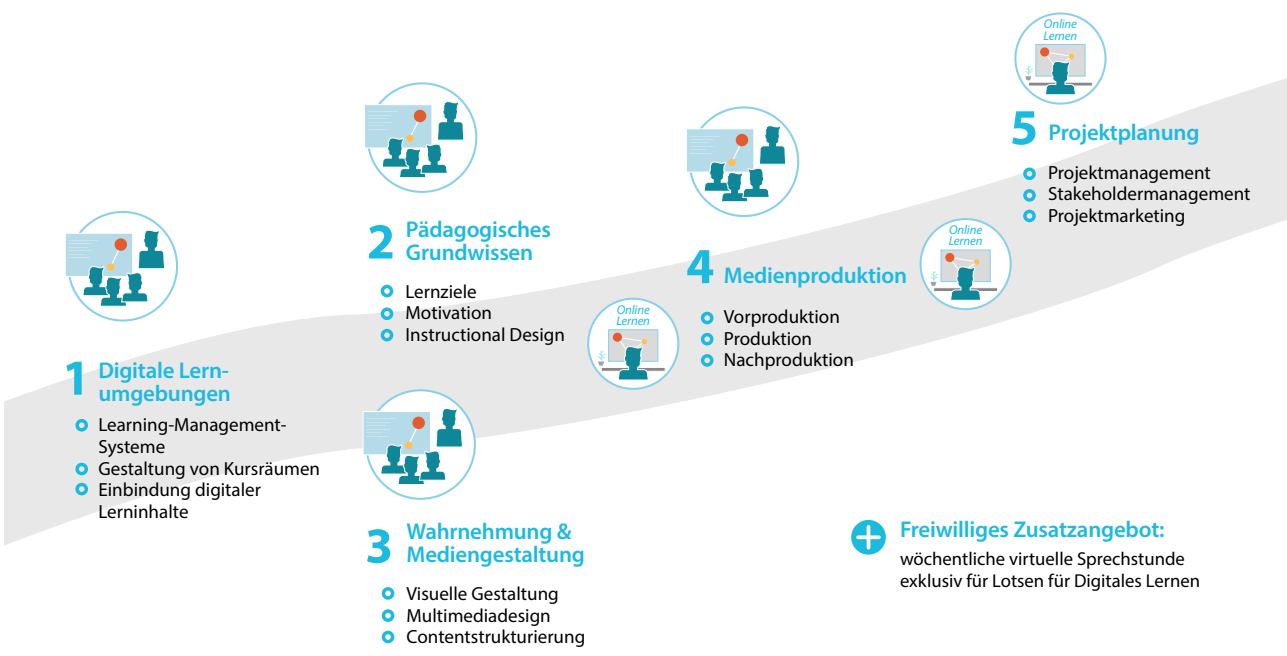 1 Digitale Lern-
umgebungen
Learning-Management-
Systeme
Gestaltung von Kursräumen
Einbindung digitaler
Lerninhalte
2 Pädagogisches
Grundwissen
Lernziele
Motivation
Instructional Design
3 Wahrnehmung &
Mediengestaltung
Visuelle Gestaltung
Multimediadesign
Contentstrukturierung
Online
Lernen
4 Medienproduktion
Vorproduktion
Produktion
Nachproduktion
Online
Lernen
Online
Lernen
5 Projektplanung
Projektmanagement
Stakeholdermanagement
Projektmarketing
Freiwilliges Zusatzangebot:
wöchentliche virtuelle Sprechstunde
exklusiv für Lotsen für Digitales Lernen